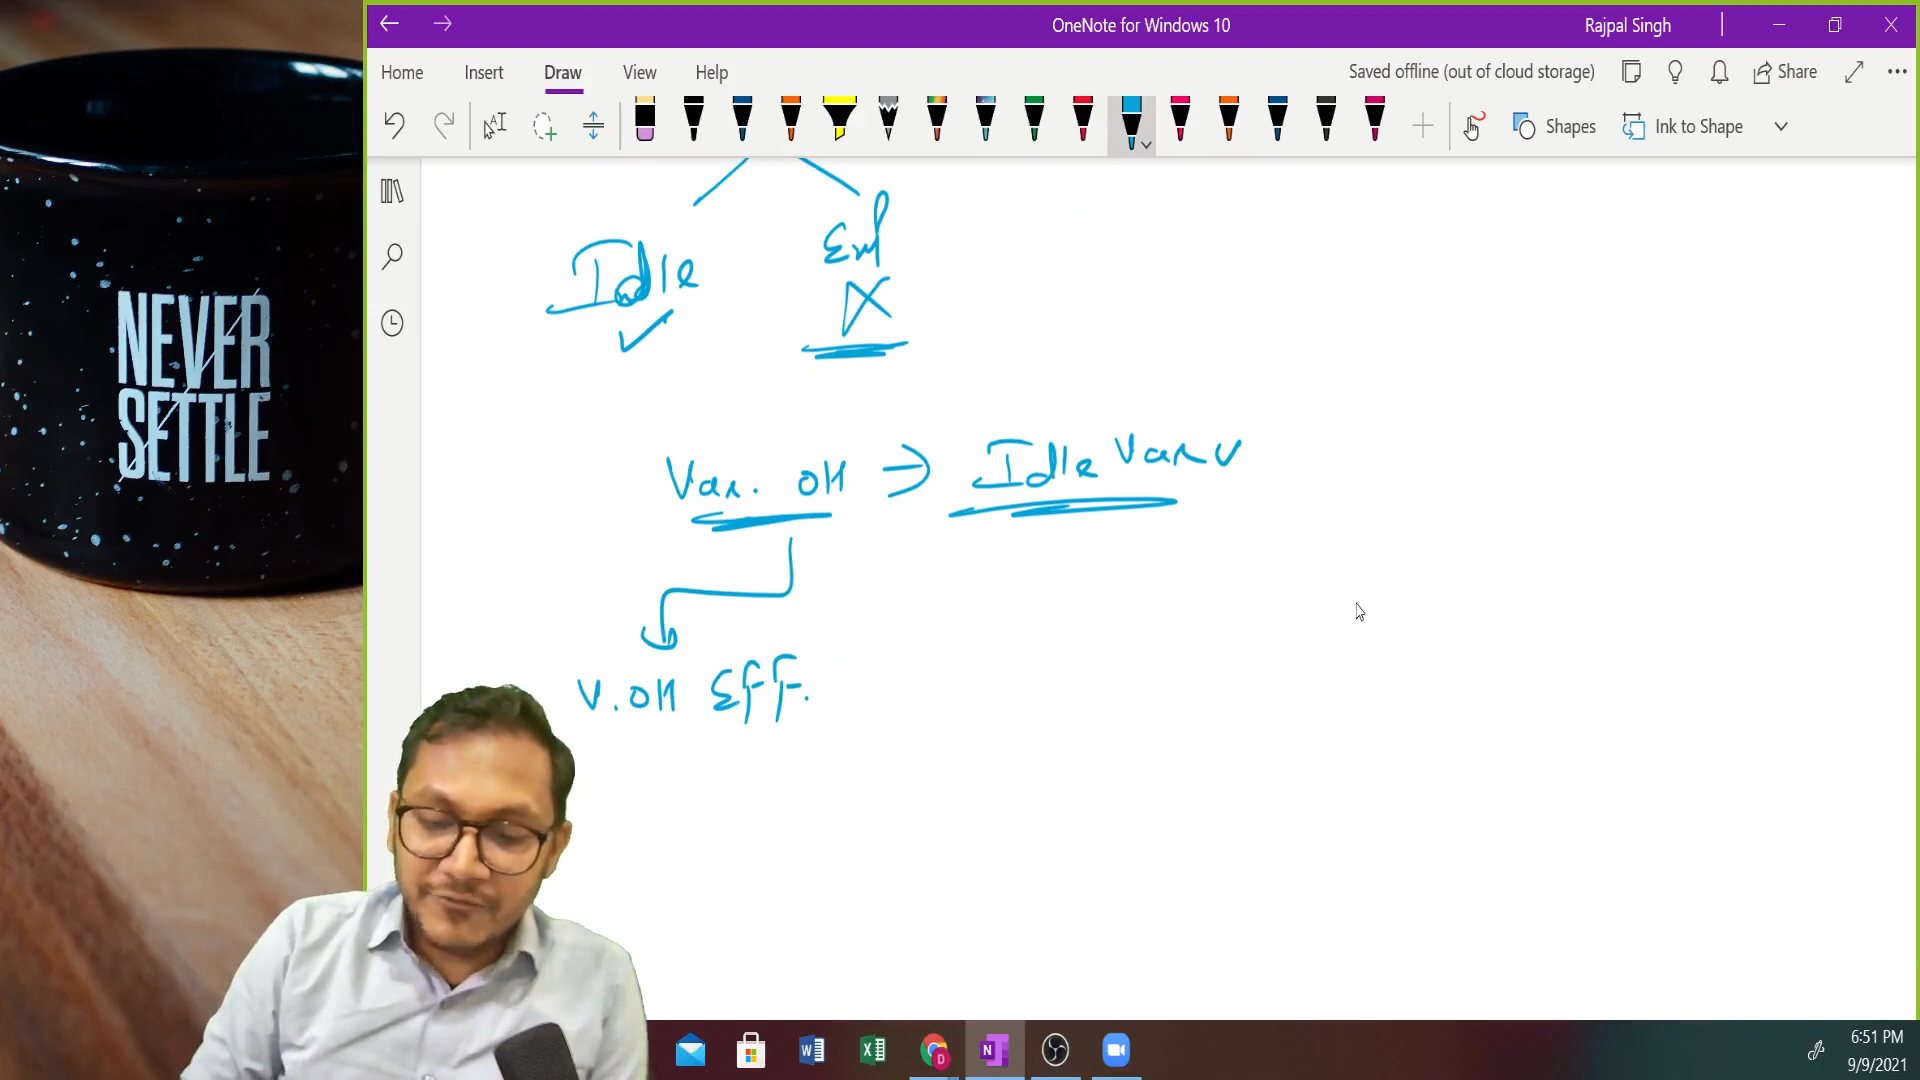 OneNote for Windows 10
Rajpal Singh
Home Insert Draw View Help
Saved offline (out of cloud storage) Share
Shapes Ink to Shape
NEVER
SETTLE
Idle
Var. OH → Idle Var
V. OH Eff.
6:51 PM
9/9/2021